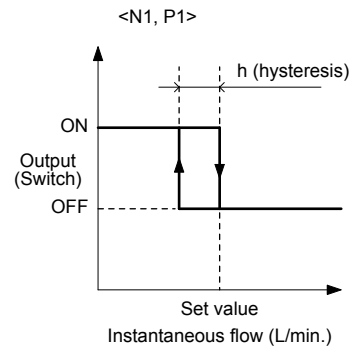 <N1, P1>
h (hysteresis)
ON
Output
(Switch)
OFF
Set value
Instantaneous flow (L/min.)